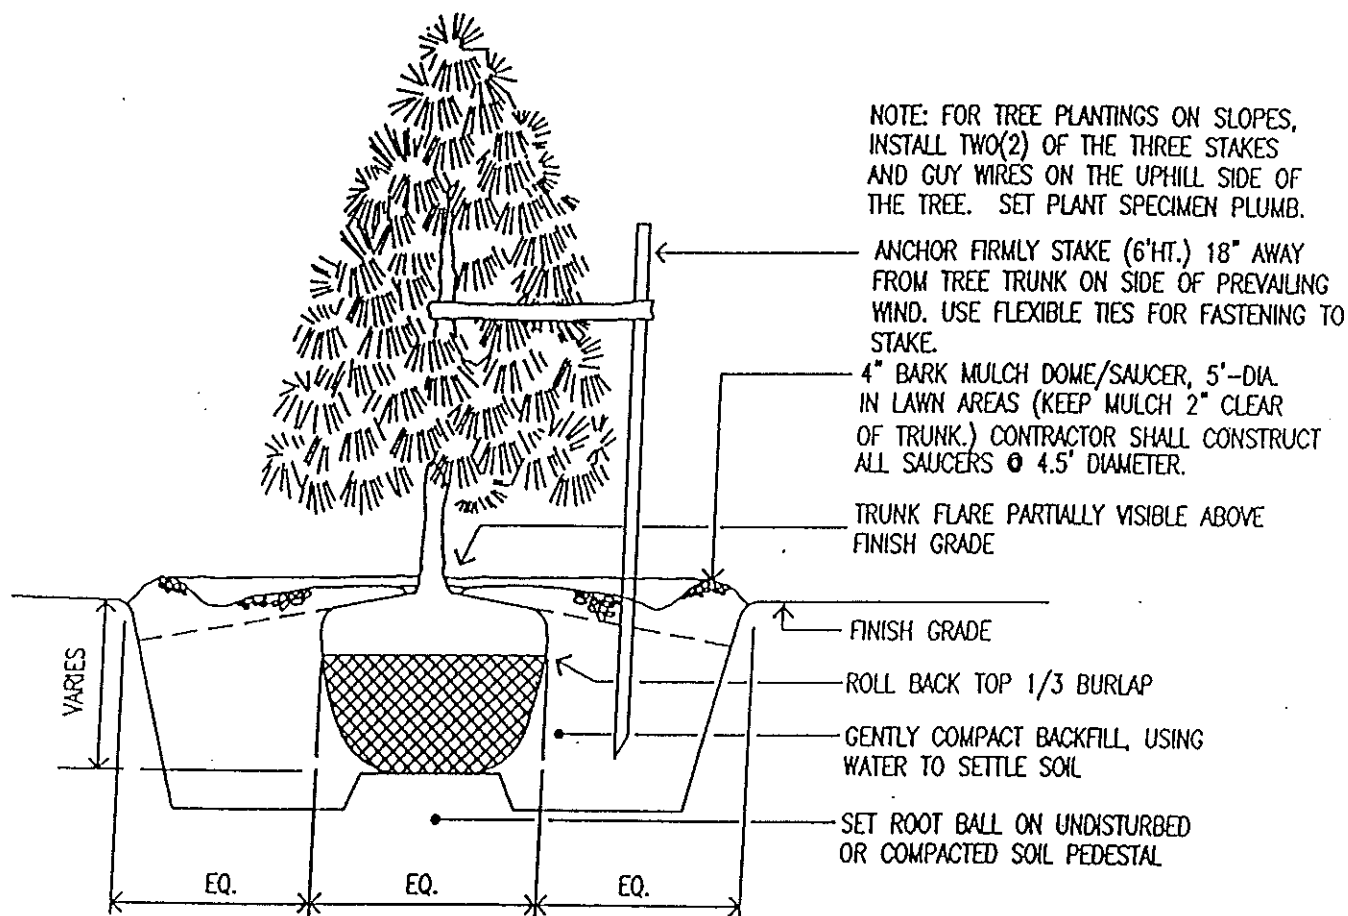 NOTE: FOR TREE PLANTINGS ON SLOPES,
INSTALL TWO(2) OF THE THREE STAKES
AND GUY WIRES ON THE UPHILL SIDE OF
THE TREE. SET PLANT SPECIMEN PLUMB.
ANCHOR FIRMLY STAKE (6'HT.) 18" AWAY
FROM TREE TRUNK ON SIDE OF PREVAILING
WIND. USE FLEXIBLE TIES FOR FASTENING TO
STAKE.
4" BARK MULCH DOME/SAUCER, 5'-DIA.
IN LAWN AREAS (KEEP MULCH 2" CLEAR
OF TRUNK.) CONTRACTOR SHALL CONSTRUCT
ALL SAUCERS @ 4.5' DIAMETER.
TRUNK FLARE PARTIALLY VISIBLE ABOVE
FINISH GRADE
FINISH GRADE
ROLL BACK TOP 1/3 BURLAP
GENTLY COMPACT BACKFILL, USING
WATER TO SETTLE SOIL
SET ROOT BALL ON UNDISTURBED
OR COMPACTED SOIL PEDESTAL
VARIES
EQ.
EQ.
EQ.